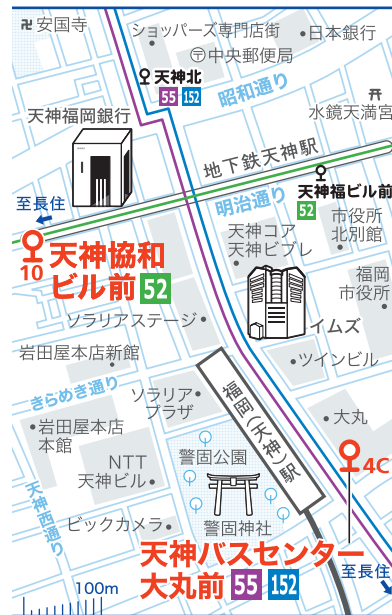 卍安国寺
ショッパーズ専門店街
日本銀行
〒中央郵便局
天神北
55 152
昭和通り
水鏡天満宮
天神福岡銀行
地下鉄天神駅
明治通り
天神福ビル前
52
至長住
10
天神協和
ビル前 52
市役所
北別館
天神コア
天神ビブレ
福岡
市役所
イムズ
ソラリアステージ
岩田屋本店新館
ツインビル
きらめき通り
ソラリア
プラザ
福岡(天神)駅
大丸
岩田屋本店
本館
4C
警固公園
NTT
天神ビル
天神西通り
ビックカメラ
警固神社
天神バスセンター
大丸前 55 152
至長住
100m